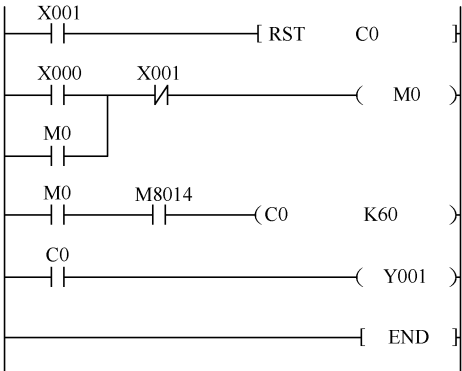 X001
[ RST C0 ]
X000 X001
( M0 )
M0
M0 M8014
( C0 K60 )
C0
( Y001 )
[ END ]